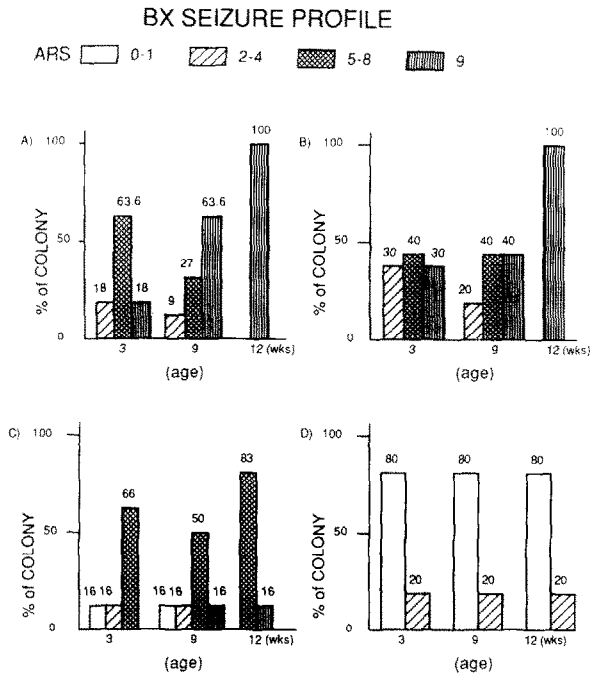 BX SEIZURE PROFILE
ARS 0-1 2-4 5-8 9
A) 100
50
0
% of COLONY
18 63.6 18
9 27 63.6
100
3 9 12 (wks)
(age)
B) 100
50
0
% of COLONY
30 40 30
20 40 40
100
3 9 12 (wks)
(age)
C) 100
50
0
% of COLONY
16 16 66
16 16 50 16
83 16
3 9 12 (wks)
(age)
D) 100
50
0
% of COLONY
80 20
80 20
80 20
3 9 12 (wks)
(age)